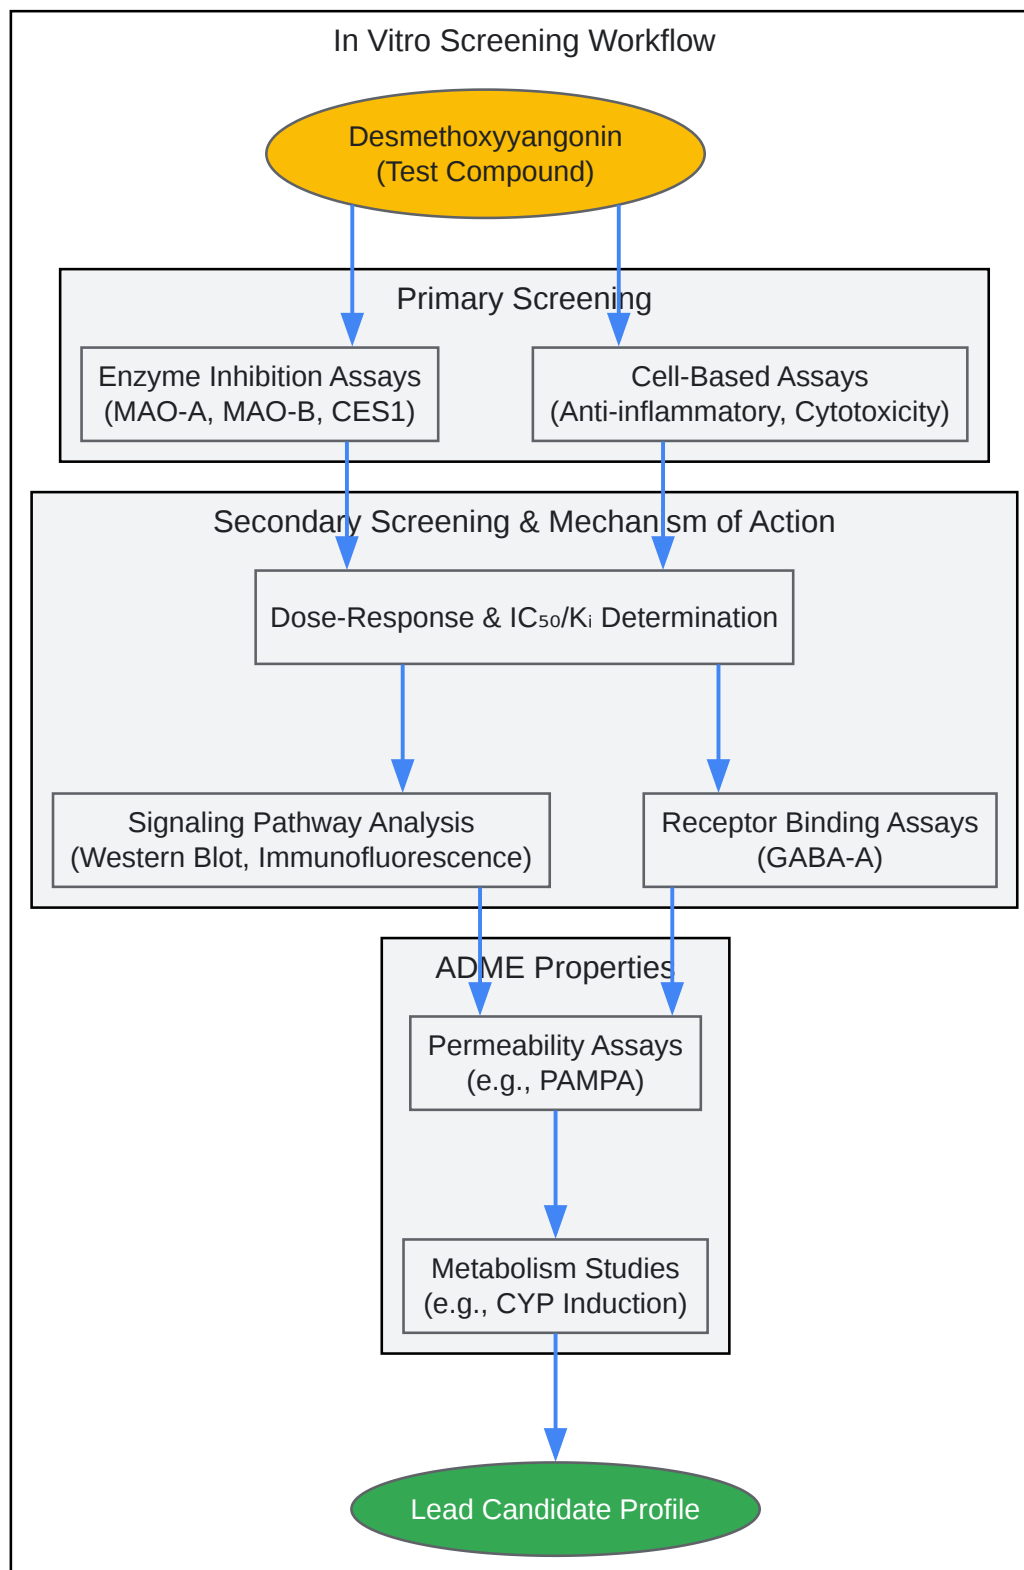 In Vitro Screening Workflow
Desmethoxyyangonin
(Test Compound)
Primary Screening
Enzyme Inhibition Assays
(MAO-A, MAO-B, CES1)
Cell-Based Assays
(Anti-inflammatory, Cytotoxicity)
Secondary Screening & Mechanism of Action
Dose-Response & IC₅₀/Kᵢ Determination
Signaling Pathway Analysis
(Western Blot, Immunofluorescence)
Receptor Binding Assays
(GABA-A)
ADME Properties
Permeability Assays
(e.g., PAMPA)
Metabolism Studies
(e.g., CYP Induction)
Lead Candidate Profile